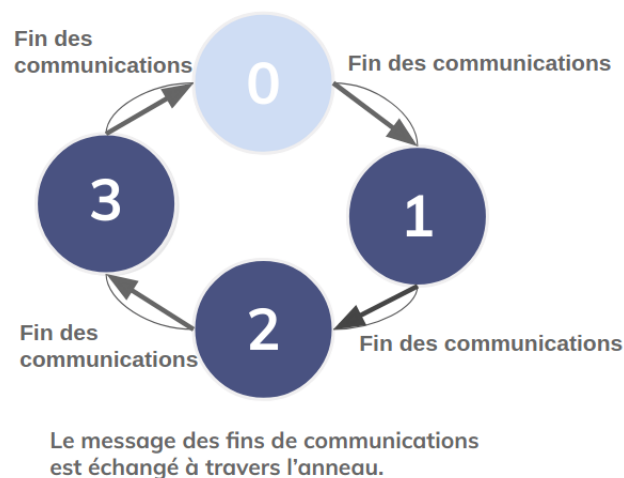 Fin des
communications
0
Fin des communications
3
1
2
Fin des
communications
Fin des communications
Le message des fins de communications
est échangé à travers l'anneau.